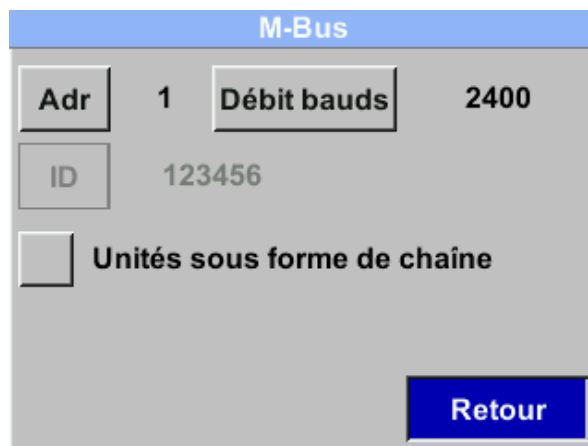 M-Bus
Adr 1 Débit bauds 2400
ID 123456
Unités sous forme de chaîne
Retour